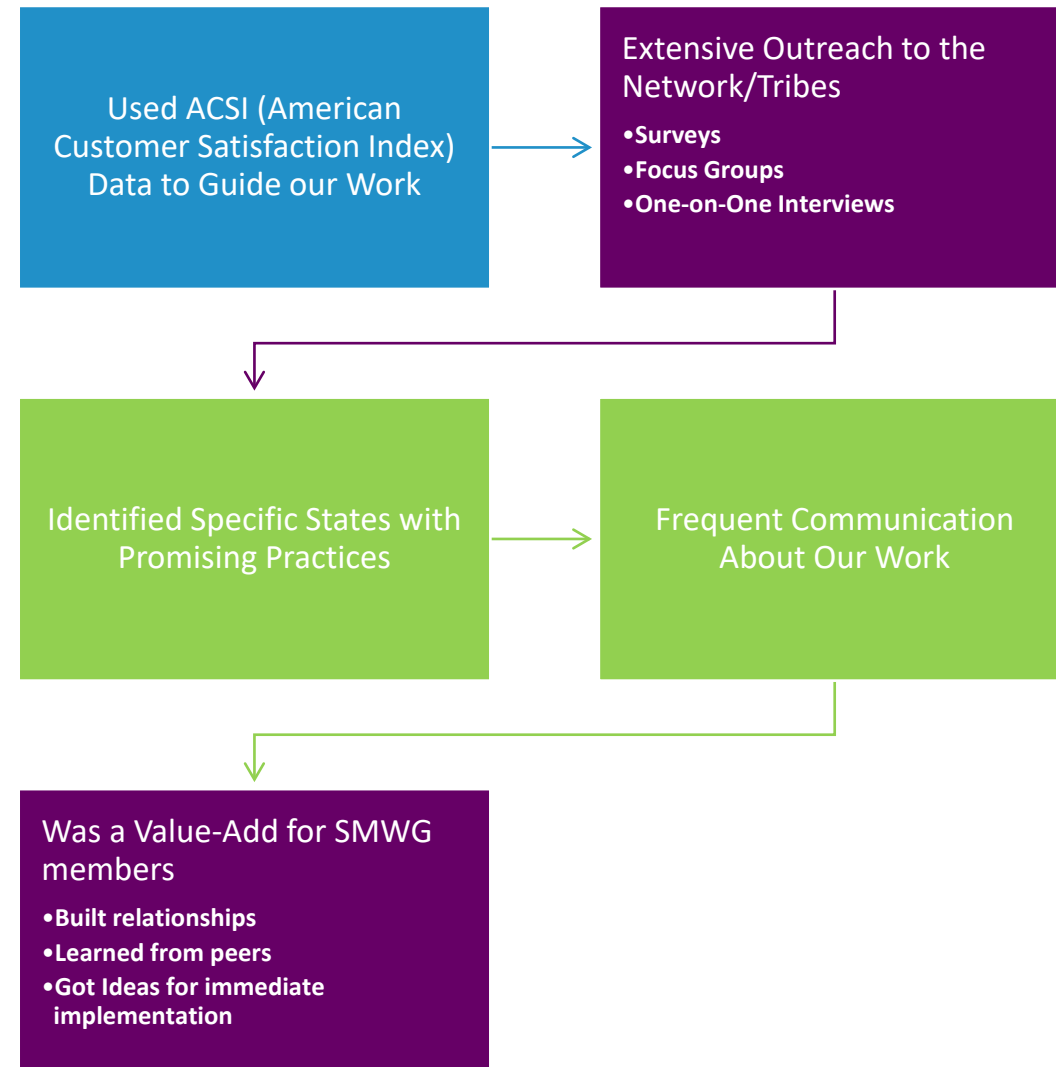 Used ACSI (American
Customer Satisfaction Index)
Data to Guide our Work
Extensive Outreach to the
Network/Tribes
•Surveys
•Focus Groups
•One-on-One Interviews
Identified Specific States with
Promising Practices
Frequent Communication
About Our Work
Was a Value-Add for SMWG
members
•Built relationships
•Learned from peers
•Got Ideas for immediate
implementation